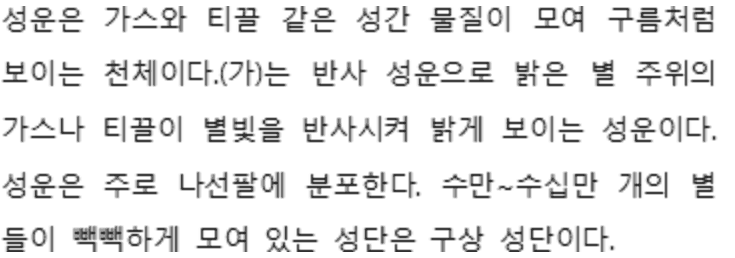 성운은 가스와 티끌 같은 성간 물질이 모여 구름처럼
보이는 천체이다.(가)는 반사 성운으로 밝은 별 주위의
가스나 티끌이 별빛을 반사시켜 밝게 보이는 성운이다.
성운은 주로 나선팔에 분포한다. 수만~수십만 개의 별
들이 빽빽하게 모여 있는 성단은 구상 성단이다.